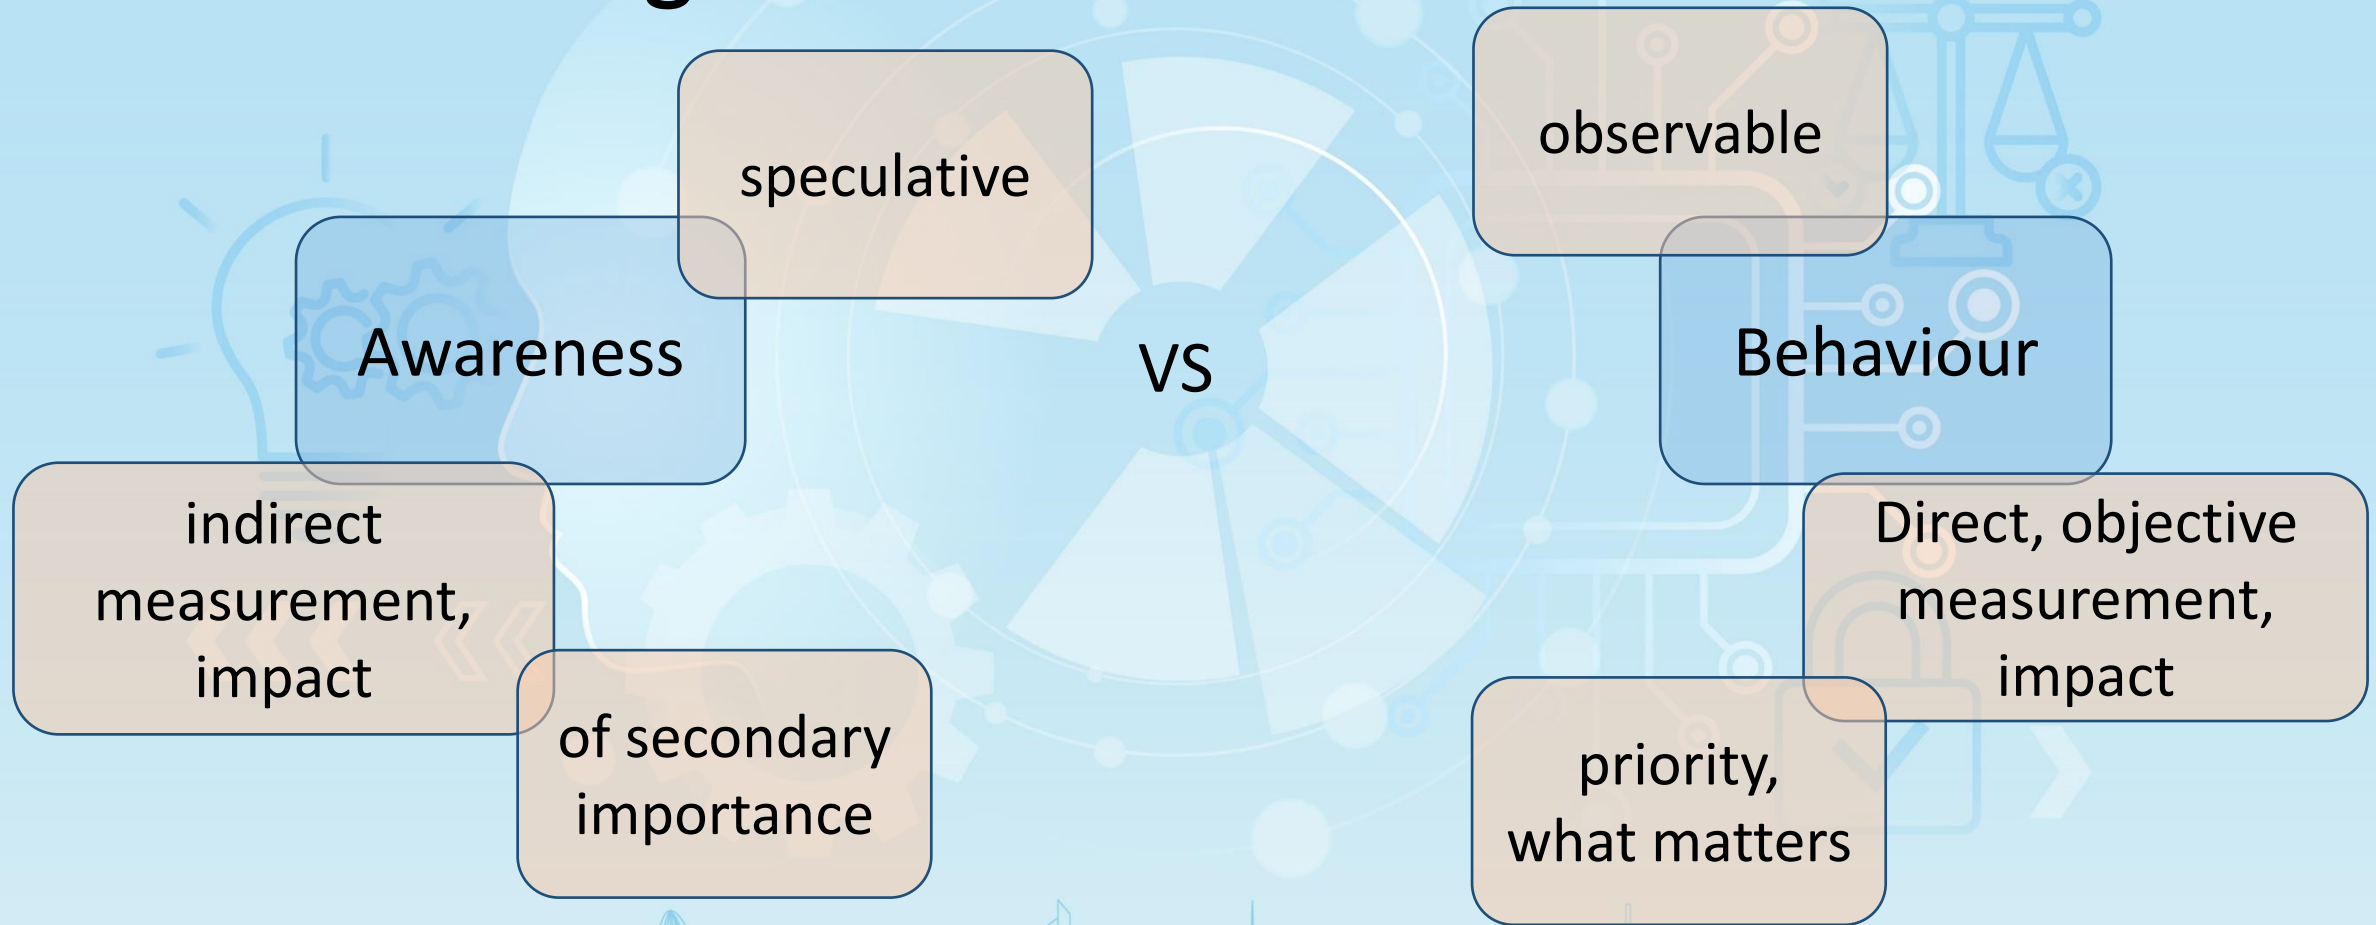 speculative
Awareness
indirect
measurement,
impact
of secondary
importance
VS
observable
Behaviour
Direct, objective
measurement,
impact
priority,
what matters